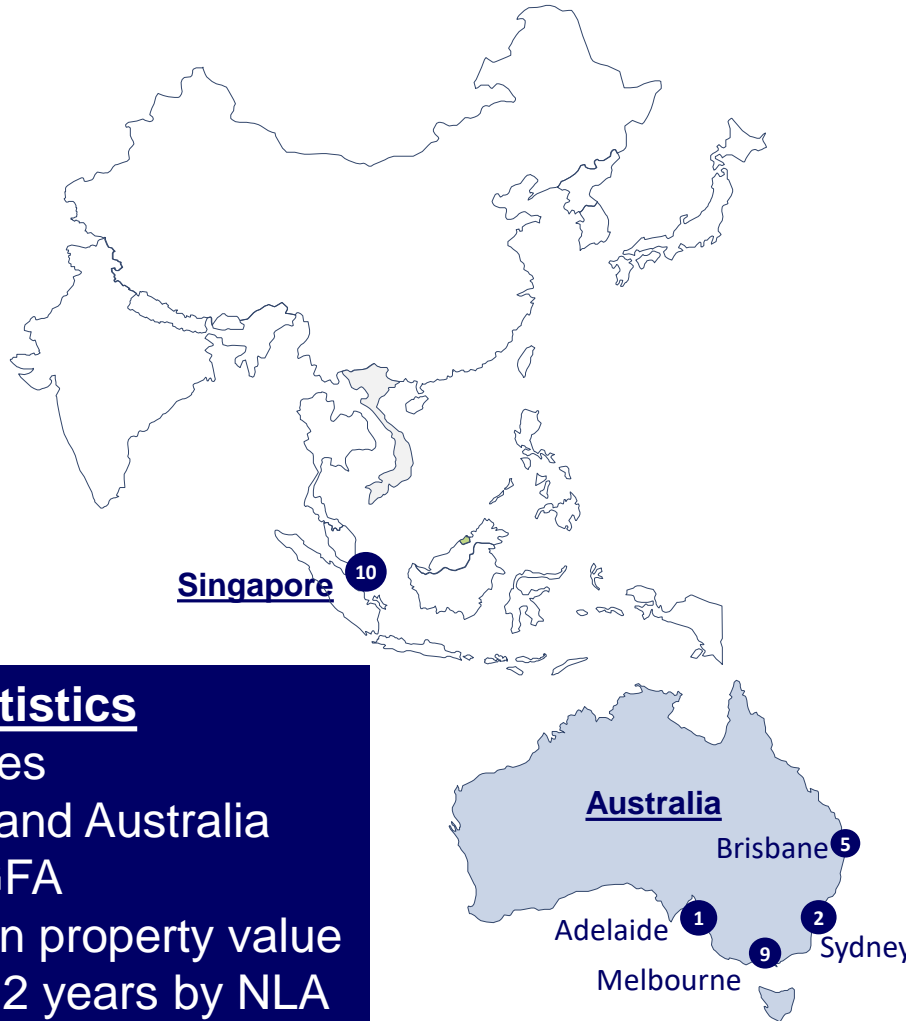 10
Singapore
tistics
es
and Australia
FA
n property value
2 years by NLA
Australia
Brisbane 5
Adelaide 1
2
Sydney
9
Melbourne